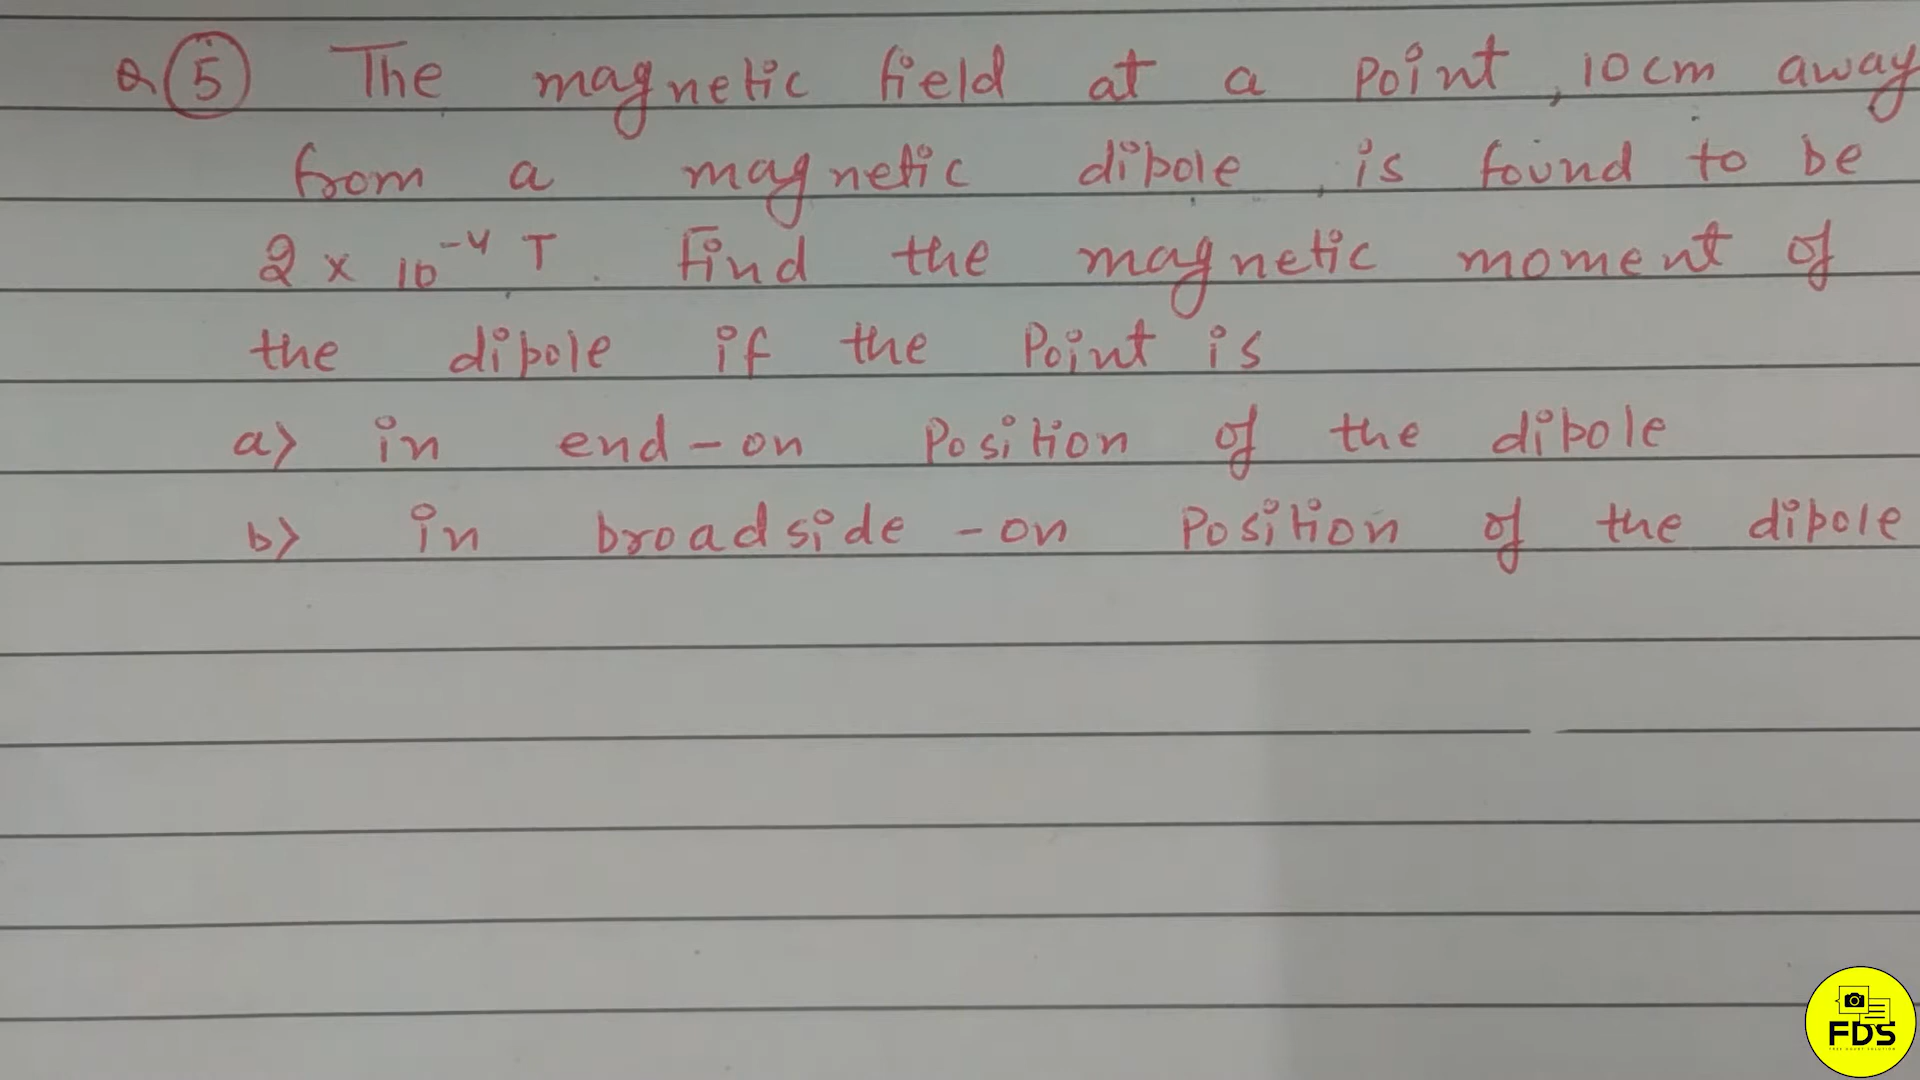 Q 5 The magnetic field at a Point, 10 cm away
from a magnetic dipole, is found to be
2 × 10⁻⁴ T. Find the magnetic moment of
the dipole if the Point is
a) in end-on Position of the dipole
b) in broadside-on Position of the dipole
FDS